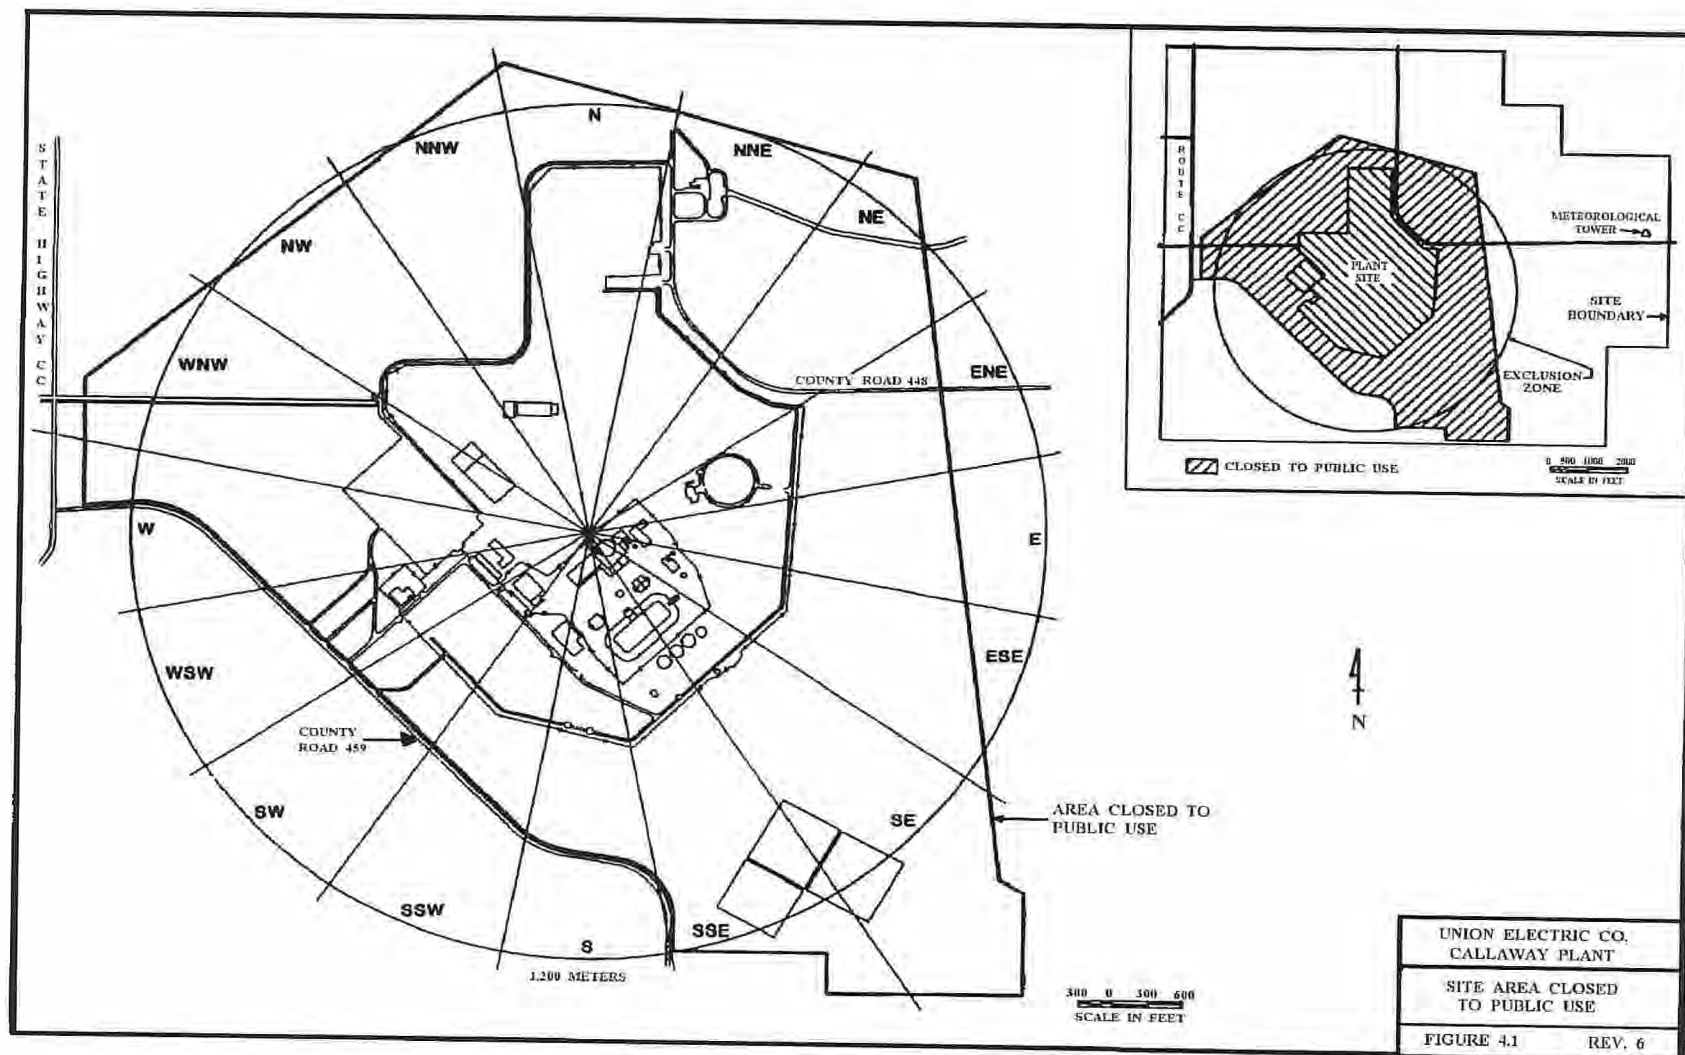 STATE HIGHWAY CC
N
NNW
NNE
NW
NE
WNW
ENE
COUNTY ROAD 448
W
E
WSW
ESE
COUNTY
ROAD 459
SW
SE
SSW
SSE
S
1,200 METERS
AREA CLOSED TO
PUBLIC USE
300 0 300 600
SCALE IN FEET
N
ROUTE CC
METEOROLOGICAL
TOWER
PLANT
SITE
SITE
BOUNDARY
EXCLUSION
ZONE
CLOSED TO PUBLIC USE
0 500 1000 2000
SCALE IN FEET
UNION ELECTRIC CO.
CALLAWAY PLANT
SITE AREA CLOSED
TO PUBLIC USE
FIGURE 4.1 REV. 6